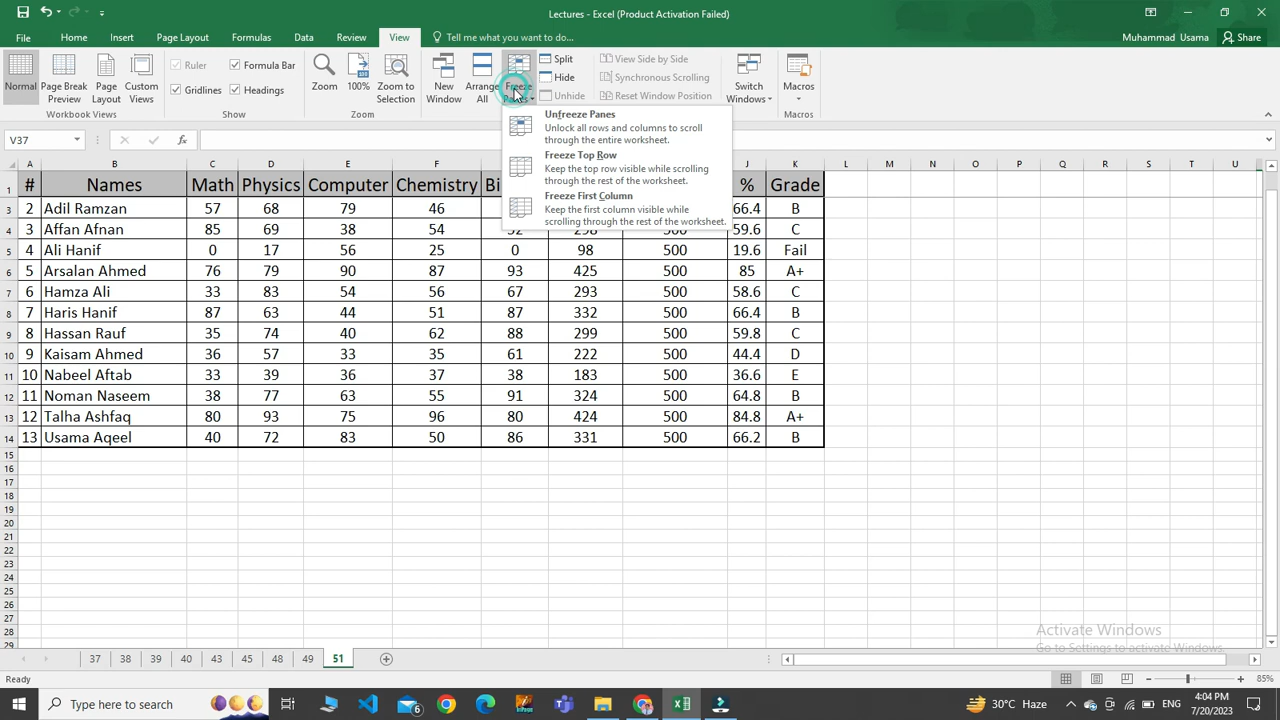 Lectures - Excel (Product Activation Failed)
File Home Insert Page Layout Formulas Data Review View Tell me what you want to do... Muhammad Usama Share
Normal Page Break Preview Page Layout Custom Views
Workbook Views
Ruler Formula Bar
Gridlines Headings
Show
Zoom 100% Zoom to Selection
Zoom
New Window Arrange All Freeze Panes
Split
Hide
Unhide
View Side by Side
Synchronous Scrolling
Reset Window Position
Switch Windows
Macros
Macros
Unfreeze Panes
Unlock all rows and columns to scroll
through the entire worksheet.
Freeze Top Row
Keep the top row visible while scrolling
through the rest of the worksheet.
Freeze First Column
Keep the first column visible while
scrolling through the rest of the worksheet.
V37 fx
A B C D E F J K L M N O P Q R S T U
1 # Names Math Physics Computer Chemistry Bi % Grade
3 2 Adil Ramzan 57 68 79 46 66.4 B
4 3 Affan Afnan 85 69 38 54 52 298 500 59.6 C
5 4 Ali Hanif 0 17 56 25 0 98 500 19.6 Fail
6 5 Arsalan Ahmed 76 79 90 87 93 425 500 85 A+
7 6 Hamza Ali 33 83 54 56 67 293 500 58.6 C
8 7 Haris Hanif 87 63 44 51 87 332 500 66.4 B
9 8 Hassan Rauf 35 74 40 62 88 299 500 59.8 C
10 9 Kaisam Ahmed 36 57 33 35 61 222 500 44.4 D
11 10 Nabeel Aftab 33 39 36 37 38 183 500 36.6 E
12 11 Noman Naseem 38 77 63 55 91 324 500 64.8 B
13 12 Talha Ashfaq 80 93 75 96 80 424 500 84.8 A+
14 13 Usama Aqeel 40 72 83 50 86 331 500 66.2 B
15
16
17
18
19
20
21
22
23
24
25
26
27
28
29
Activate Windows
Go to Settings to activate Windows.
37 38 39 40 43 45 48 49 51
Ready 85%
Type here to search
6
30°C Haze
ENG
4:04 PM
7/20/2023